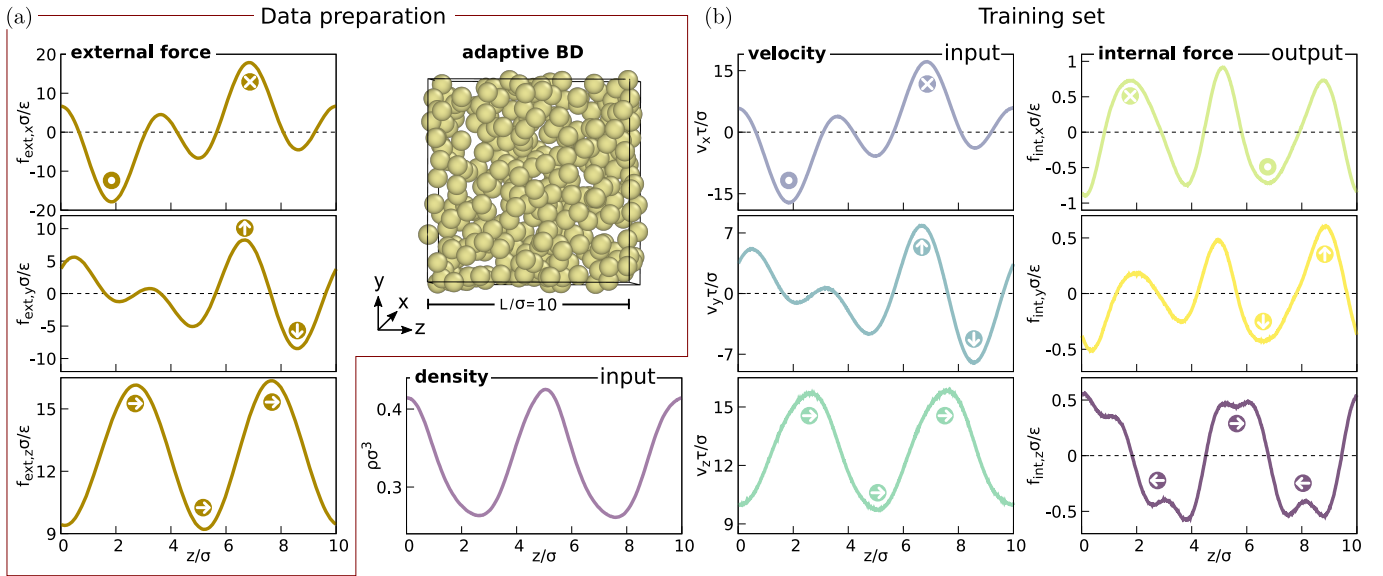 (a)
Data preparation
external force
f_ext,x σ/ε
20
10
0
-10
-20
f_ext,y σ/ε
10
5
0
-5
-10
f_ext,z σ/ε
15
12
9
0 2 4 6 8 10
z/σ
adaptive BD
y
x
z
L/σ=10
density
input
ρσ³
0.4
0.3
0 2 4 6 8 10
z/σ
(b)
Training set
velocity
input
v_x τ/σ
15
0
-15
v_y τ/σ
7
0
-7
v_z τ/σ
15
12
9
0 2 4 6 8 10
z/σ
internal force
output
f_int,x σ/ε
1
0.5
0
-0.5
-1
f_int,y σ/ε
0.5
0
-0.5
f_int,z σ/ε
0.5
0
-0.5
0 2 4 6 8 10
z/σ